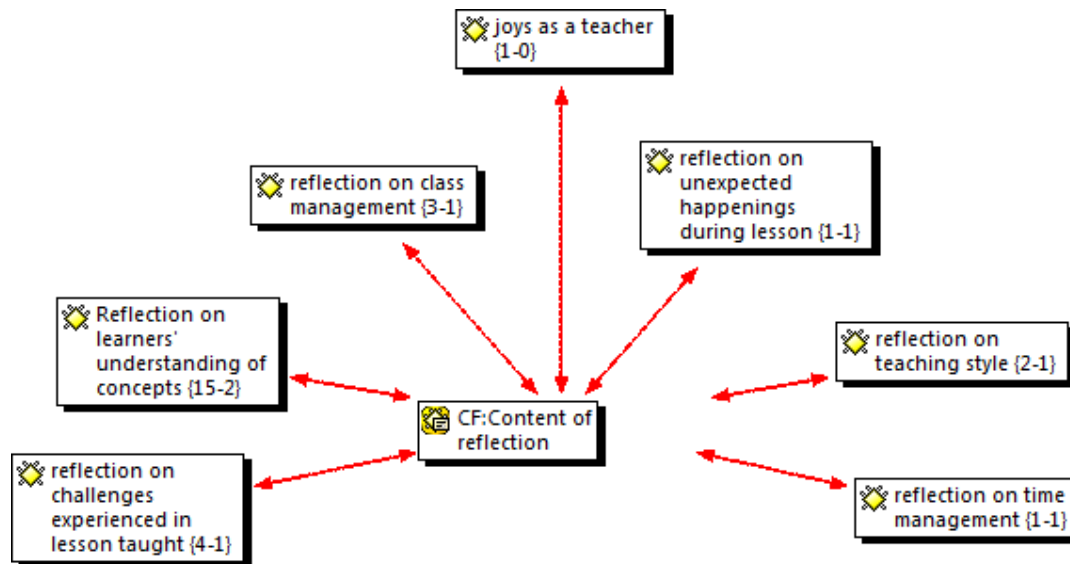 joys as a teacher
{1-0}
reflection on class
management {3-1}
reflection on
unexpected
happenings
during lesson {1-1}
Reflection on
learners'
understanding of
concepts {15-2}
reflection on
teaching style {2-1}
CF:Content of
reflection
reflection on
challenges
experienced in
lesson taught {4-1}
reflection on time
management {1-1}